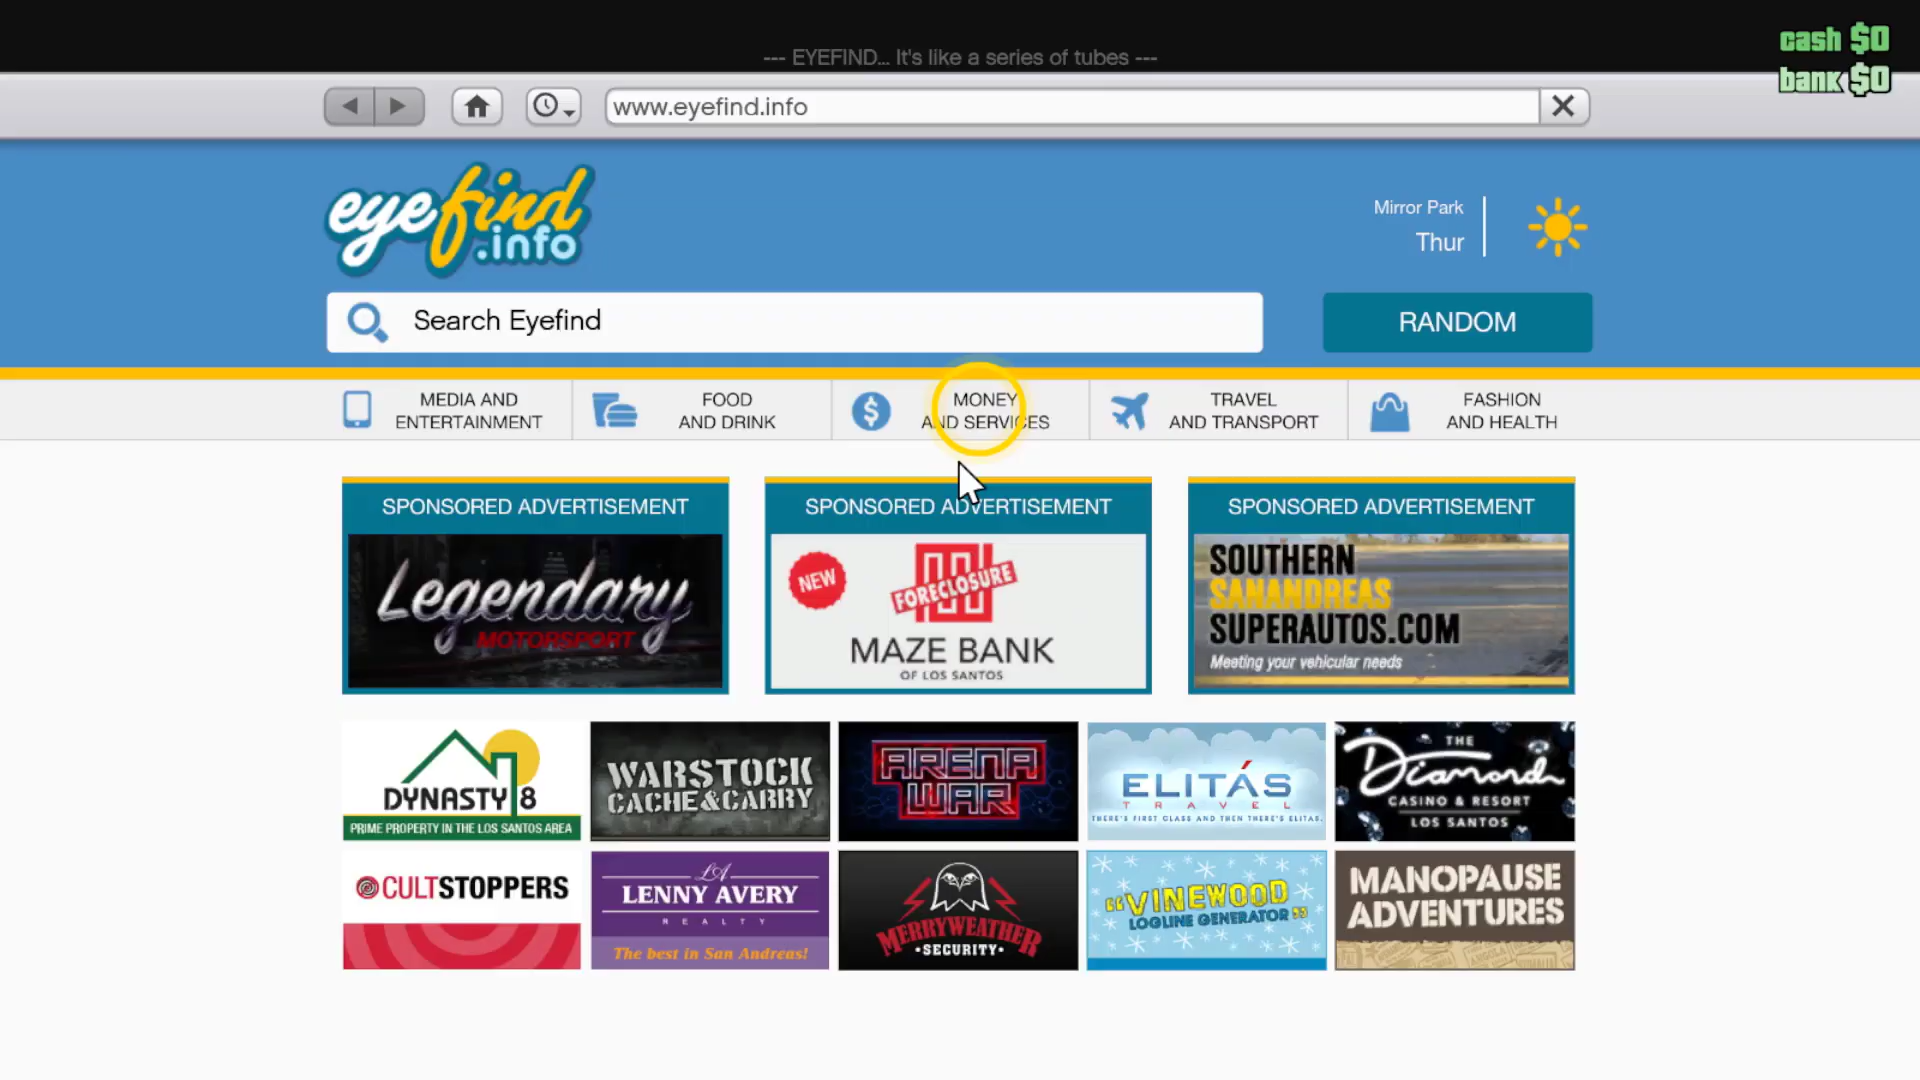 cash $0
--- EYEFIND... It's like a series of tubes ---
bank $0
www.eyefind.info
eyefind
.info
Mirror Park
Thur
Search Eyefind
RANDOM
MEDIA AND
ENTERTAINMENT
FOOD
AND DRINK
MONEY
AND SERVICES
TRAVEL
AND TRANSPORT
FASHION
AND HEALTH
SPONSORED ADVERTISEMENT
Legendary
MOTORSPORT
SPONSORED ADVERTISEMENT
NEW
FORECLOSURE
MAZE BANK
OF LOS SANTOS
SPONSORED ADVERTISEMENT
SOUTHERN
SANANDREAS
SUPERAUTOS.COM
Meeting your vehicular needs
DYNASTY 8
PRIME PROPERTY IN THE LOS SANTOS AREA
WARSTOCK
CACHE&CARRY
ARENA
WAR
ELITÁS
TRAVEL
THERE'S FIRST CLASS AND THEN THERE'S ELITAS.
THE
Diamond
CASINO & RESORT
LOS SANTOS
CULTSTOPPERS
LA
LENNY AVERY
REALTY
The best in San Andreas!
MERRYWEATHER
•SECURITY•
"VINEWOOD
LOGLINE GENERATOR"
MANOPAUSE
ADVENTURES